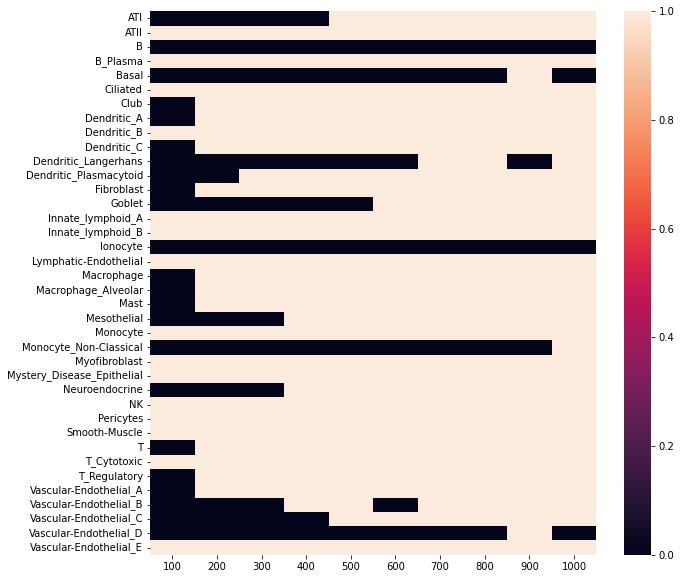 ATI
ATII
B
B_Plasma
Basal
Ciliated
Club
Dendritic_A
Dendritic_B
Dendritic_C
Dendritic_Langerhans
Dendritic_Plasmacytoid
Fibroblast
Goblet
Innate_lymphoid_A
Innate_lymphoid_B
Ionocyte
Lymphatic-Endothelial
Macrophage
Macrophage_Alveolar
Mast
Mesothelial
Monocyte
Monocyte_Non-Classical
Myofibroblast
Mystery_Disease_Epithelial
Neuroendocrine
NK
Pericytes
Smooth-Muscle
T
T_Cytotoxic
T_Regulatory
Vascular-Endothelial_A
Vascular-Endothelial_B
Vascular-Endothelial_C
Vascular-Endothelial_D
Vascular-Endothelial_E
100 200 300 400 500 600 700 800 900 1000
1.0
0.8
0.6
0.4
0.2
0.0